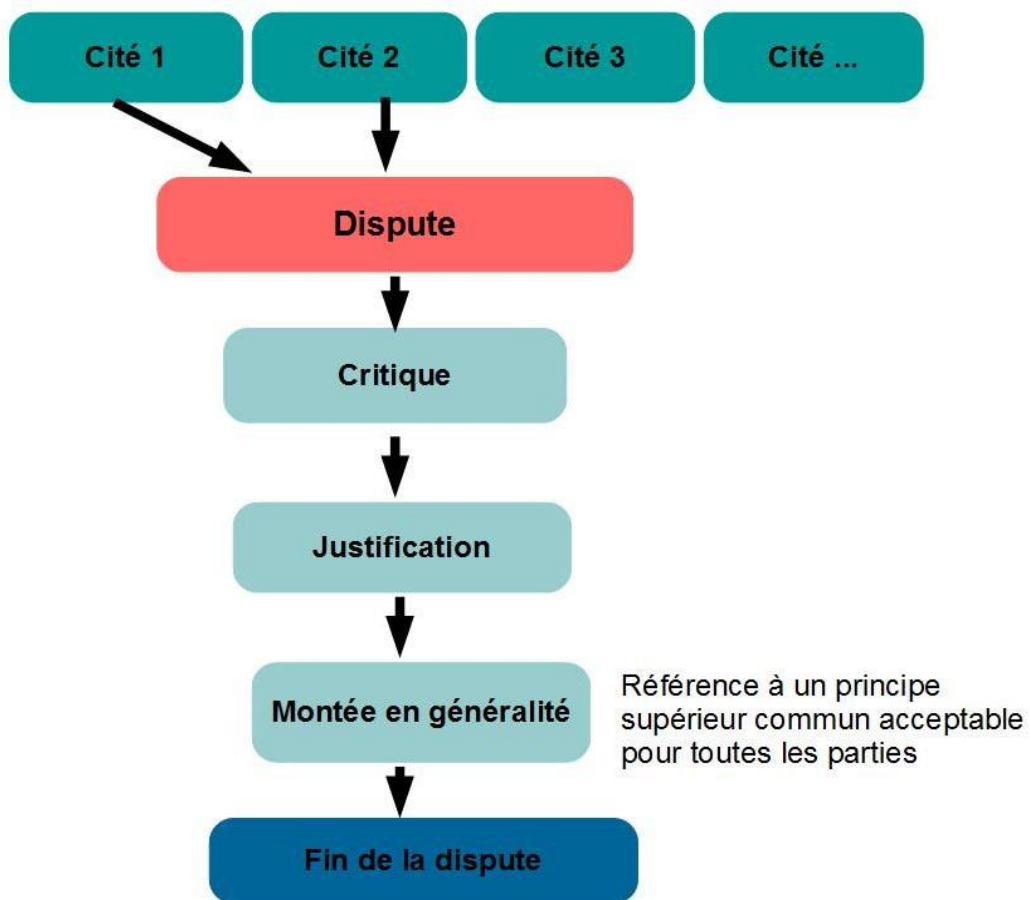 Cité 1
Cité 2
Cité 3
Cité ...
Dispute
Critique
Justification
Montée en généralité
Référence à un principe
supérieur commun acceptable
pour toutes les parties
Fin de la dispute